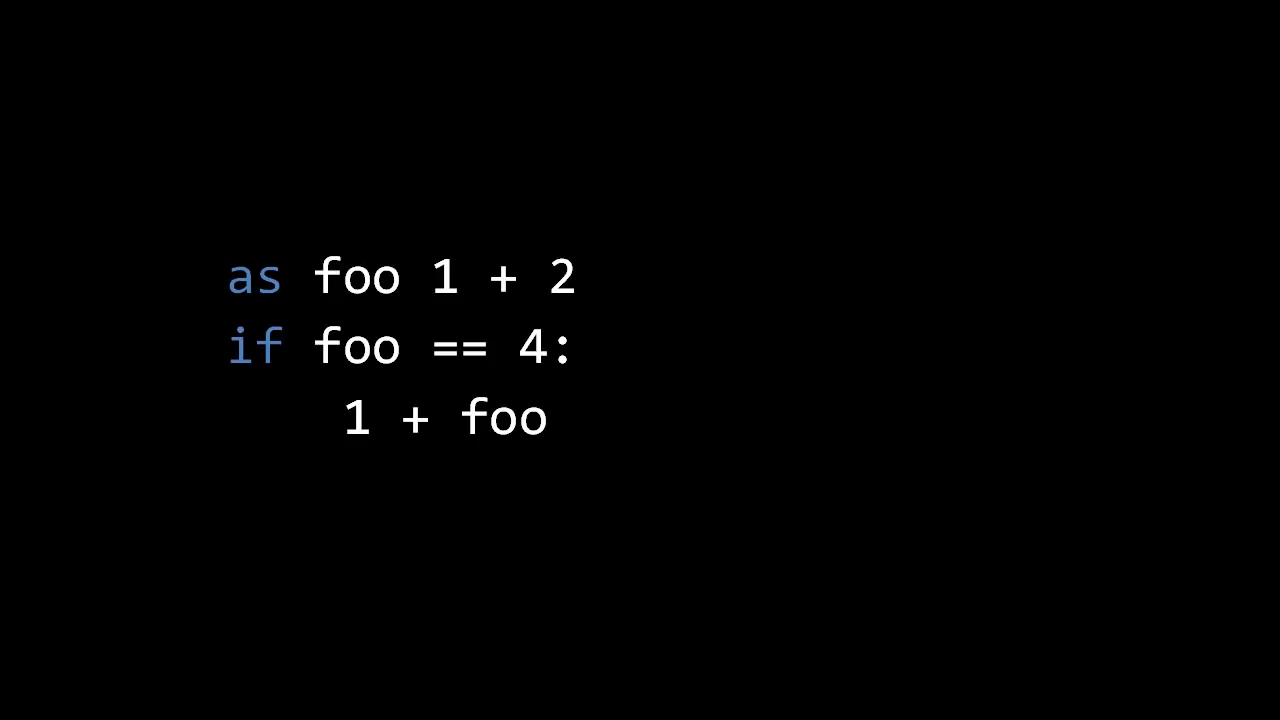 as foo 1 + 2
if foo == 4:
    1 + foo